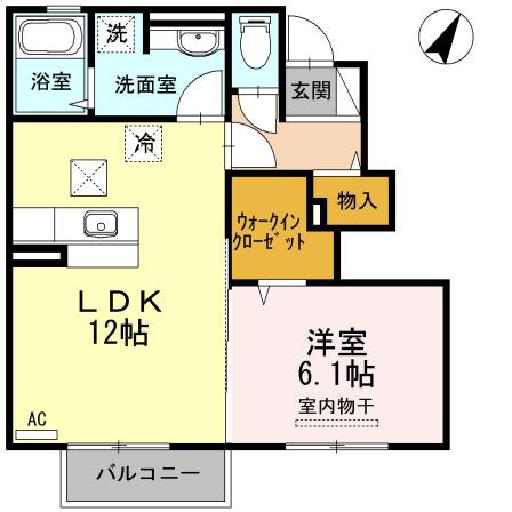 洗
浴室
洗面室
玄関
冷
物入
ウォークイン
クローゼット
LDK
12帖
洋室
6.1帖
室内物干
AC
バルコニー